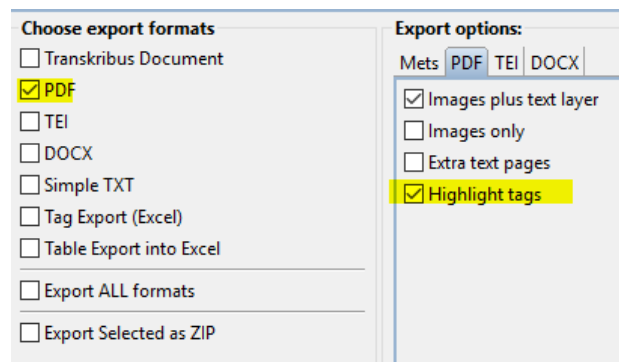 Choose export formats
Transkribus Document
PDF
TEI
DOCX
Simple TXT
Tag Export (Excel)
Table Export into Excel
Export ALL formats
Export Selected as ZIP
Export options:
Mets PDF TEI DOCX
Images plus text layer
Images only
Extra text pages
Highlight tags